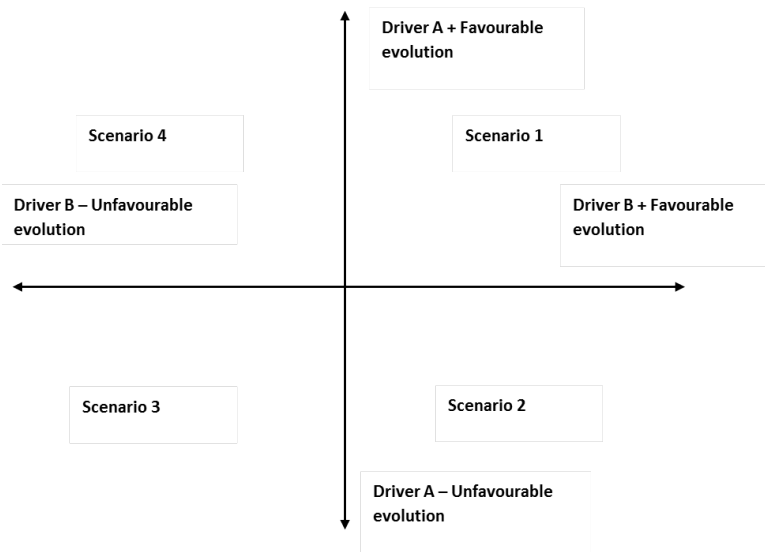 Driver A + Favourable
evolution
Scenario 4
Scenario 1
Driver B – Unfavourable
evolution
Driver B + Favourable
evolution
Scenario 3
Scenario 2
Driver A – Unfavourable
evolution